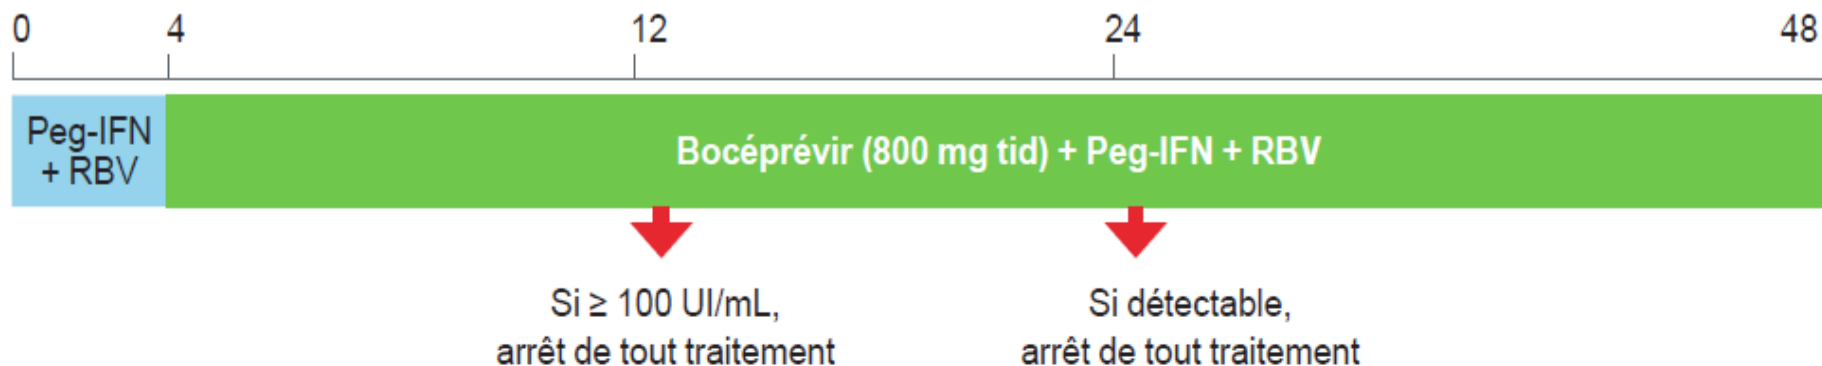 0 4 12 24 48
Peg-IFN
+ RBV
Bocéprévir (800 mg tid) + Peg-IFN + RBV
Si ≥ 100 UI/mL,
arrêt de tout traitement
Si détectable,
arrêt de tout traitement